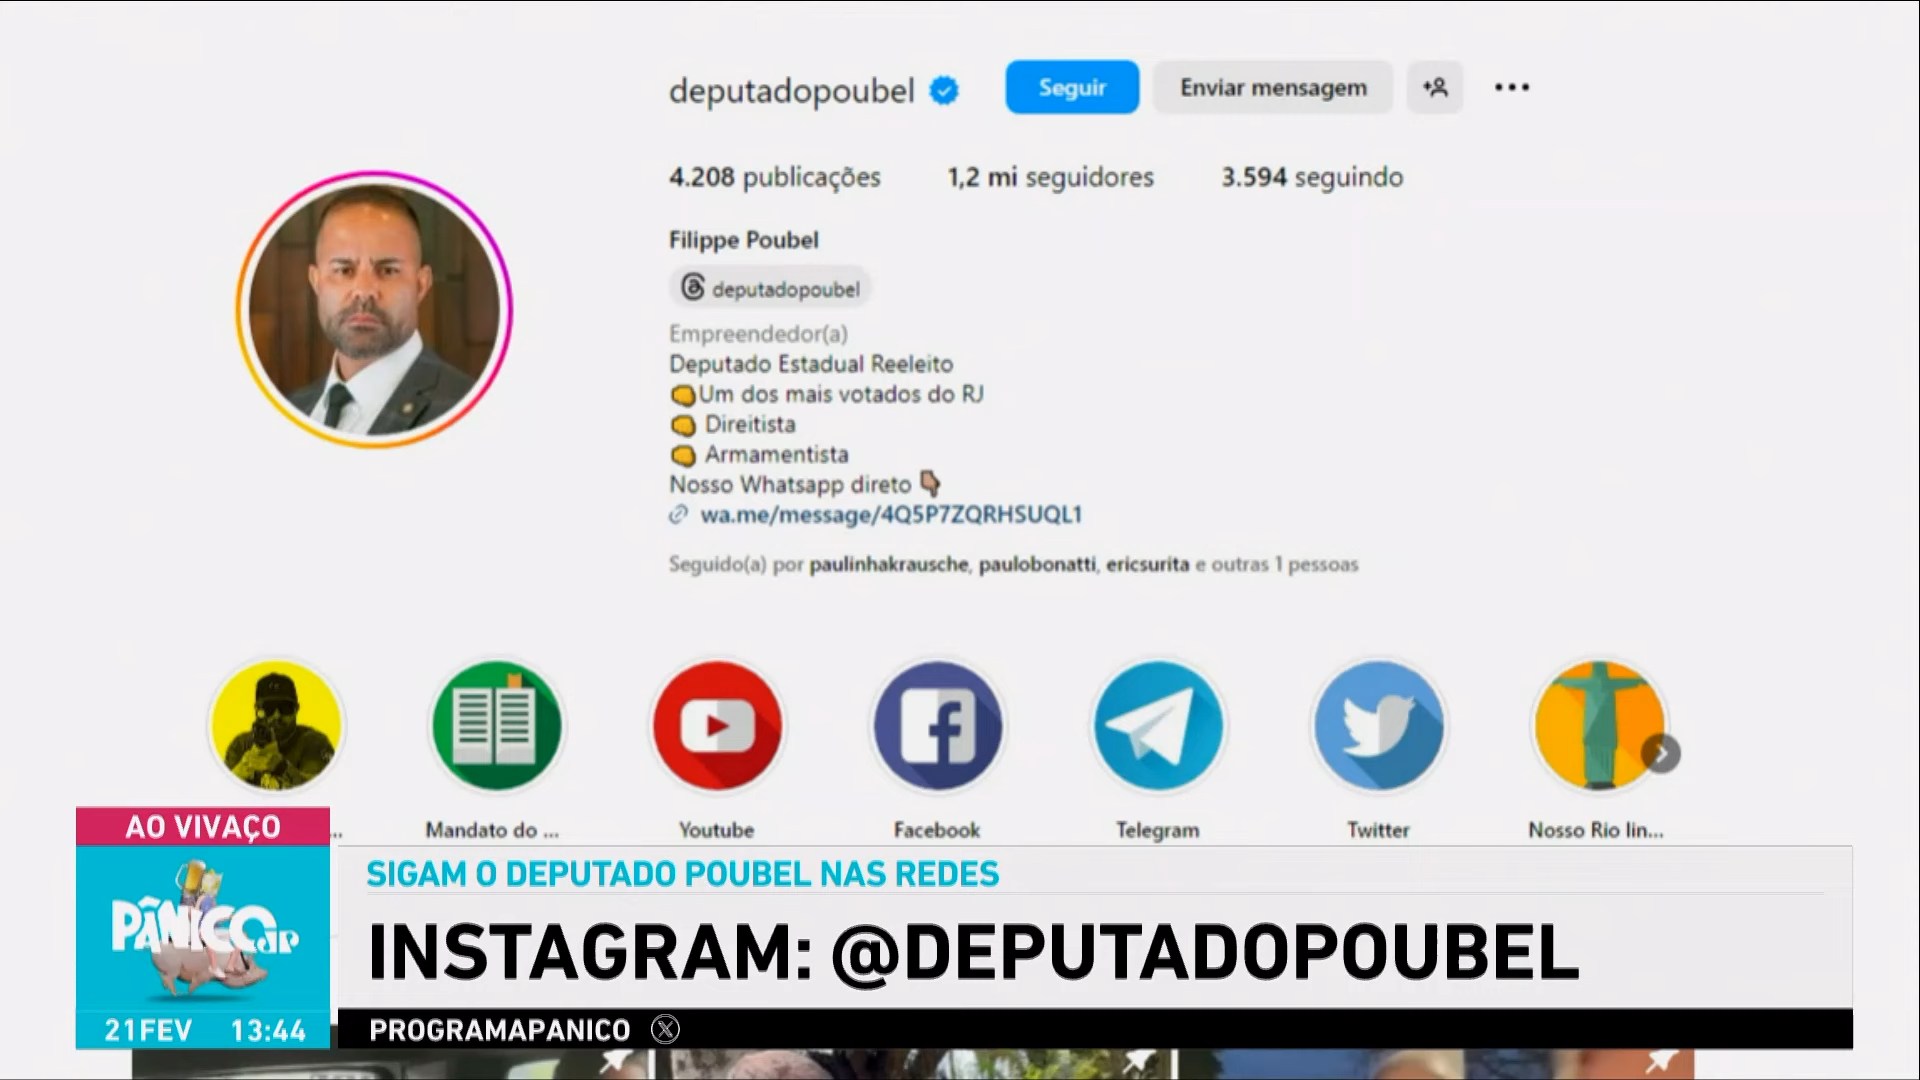 deputadopoubel
Seguir
Enviar mensagem
4.208 publicações
1,2 mi seguidores
3.594 seguindo
Filippe Poubel
deputadopoubel
Empreendedor(a)
Deputado Estadual Reeleito
Um dos mais votados do RJ
Direitista
Armamentista
Nosso Whatsapp direto
wa.me/message/4Q5P7ZQRHSUQL1
Seguido(a) por paulinhakrausche, paulobonatti, ericsurita e outras 1 pessoas
...
Mandato do ...
Youtube
Facebook
Telegram
Twitter
Nosso Rio lin...
AO VIVAÇO
PÂNICO JP
21FEV 13:44
SIGAM O DEPUTADO POUBEL NAS REDES
INSTAGRAM: @DEPUTADOPOUBEL
PROGRAMAPANICO X